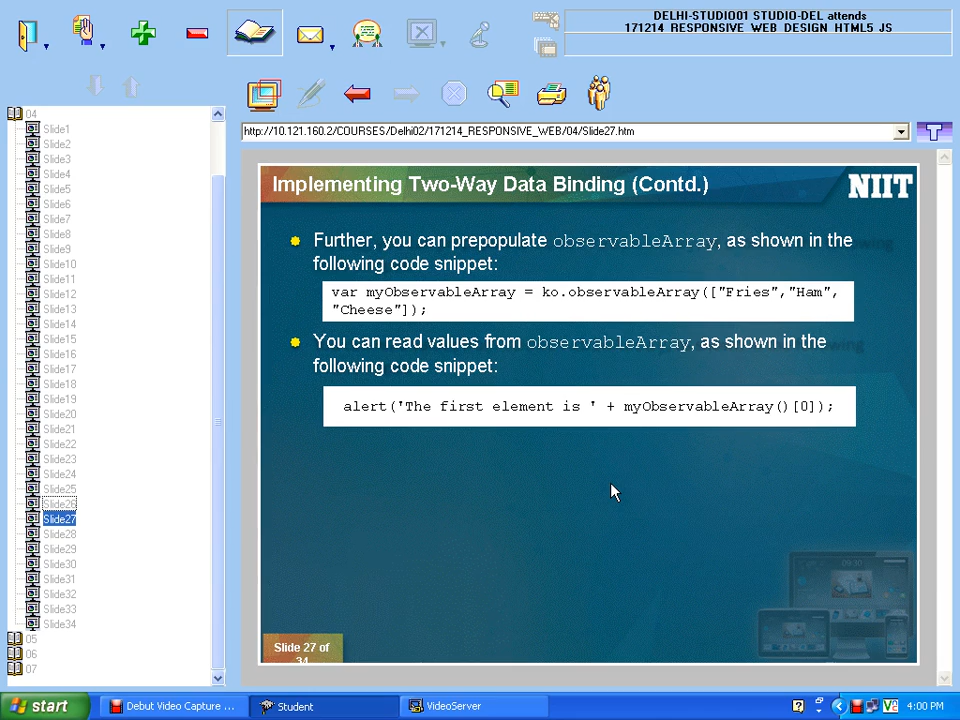 DELHI-STUDIO01 STUDIO-DEL attends
171214 RESPONSIVE WEB DESIGN HTML5 JS
http://10.121.160.2/COURSES/Delhi02/171214_RESPONSIVE_WEB/04/Slide27.htm
T
04
Slide1
Slide2
Slide3
Slide4
Slide5
Slide6
Slide7
Slide8
Slide9
Slide10
Slide11
Slide12
Slide13
Slide14
Slide15
Slide16
Slide17
Slide18
Slide19
Slide20
Slide21
Slide22
Slide23
Slide24
Slide25
Slide26
Slide27
Slide28
Slide29
Slide30
Slide31
Slide32
Slide33
Slide34
05
06
07
Implementing Two-Way Data Binding (Contd.)
NIIT
Further, you can prepopulate observableArray, as shown in the
following code snippet:
var myObservableArray = ko.observableArray(["Fries","Ham",
"Cheese"]);
You can read values from observableArray, as shown in the
following code snippet:
alert('The first element is ' + myObservableArray()[0]);
09:30
Slide 27 of
34
start
Debut Video Capture ...
Student
VideoServer
4:00 PM